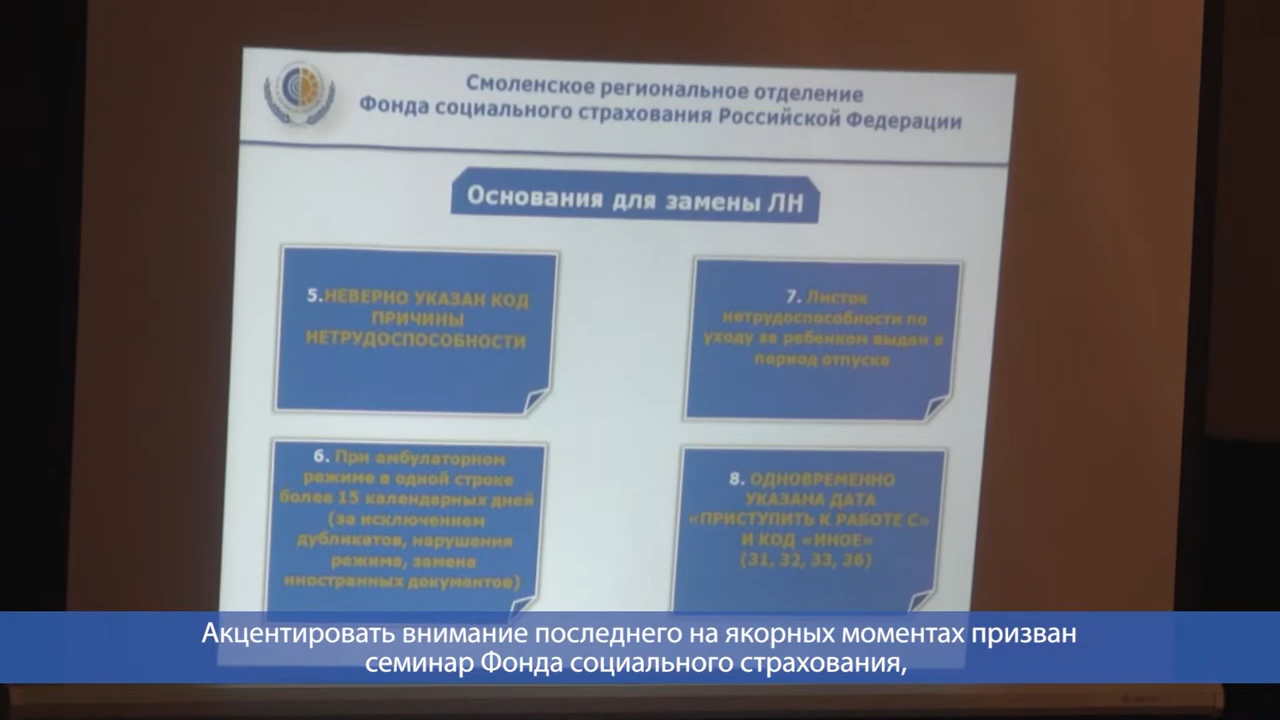 Смоленское региональное отделение
Фонда социального страхования Российской Федерации
Основания для замены ЛН
5.НЕВЕРНО УКАЗАН КОД
ПРИЧИНЫ
НЕТРУДОСПОСОБНОСТИ
7. Листок
нетрудоспособности по
уходу за ребенком выдан в
период отпуска
6. При амбулаторном
режиме в одной строке
более 15 календарных дней
(за исключением
дубликатов, нарушения
режима, замена
иностранных документов)
8. ОДНОВРЕМЕННО
УКАЗАНА ДАТА
«ПРИСТУПИТЬ К РАБОТЕ С»
И КОД «ИНОЕ»
(31, 32, 33, 36)
Акцентировать внимание последнего на якорных моментах призван
семинар Фонда социального страхования,